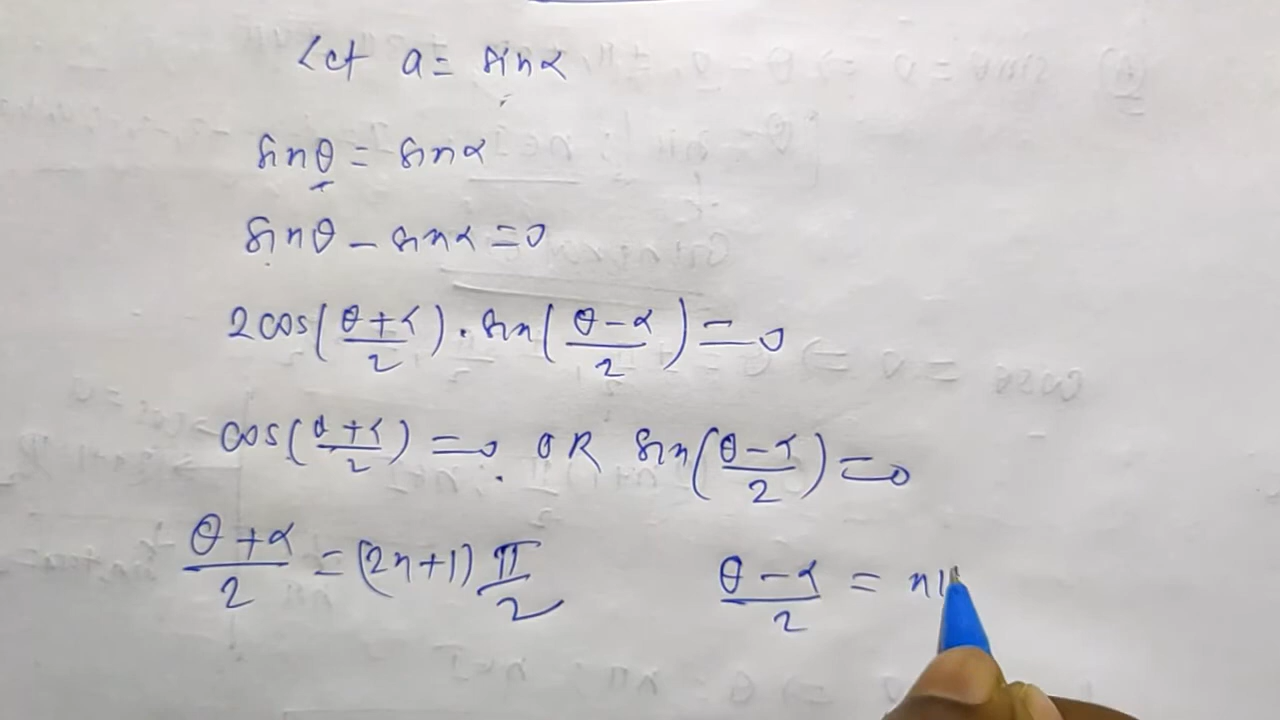 Let a = sinα
sinθ = sinα
sinθ - sinα = 0
2cos(θ+α/2) . sin(θ-α/2) = 0
cos(θ+α/2) = 0. OR sin(θ-α/2) = 0
θ+α/2 = (2n+1) π/2 θ-α/2 = n